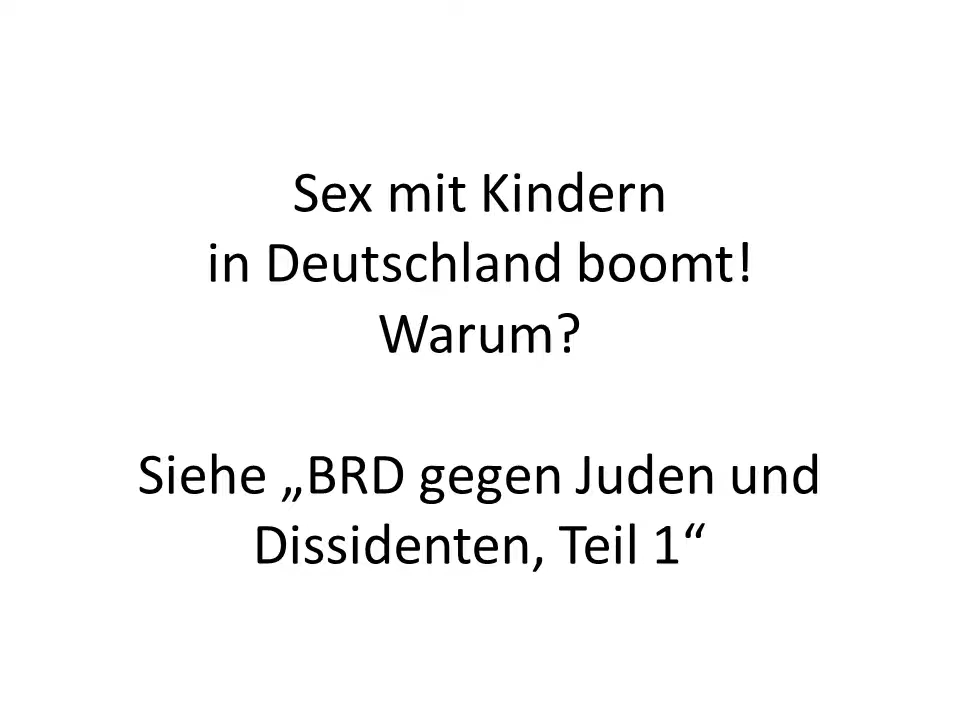 Sex mit Kindern
in Deutschland boomt!
Warum?
Siehe „BRD gegen Juden und
Dissidenten, Teil 1“